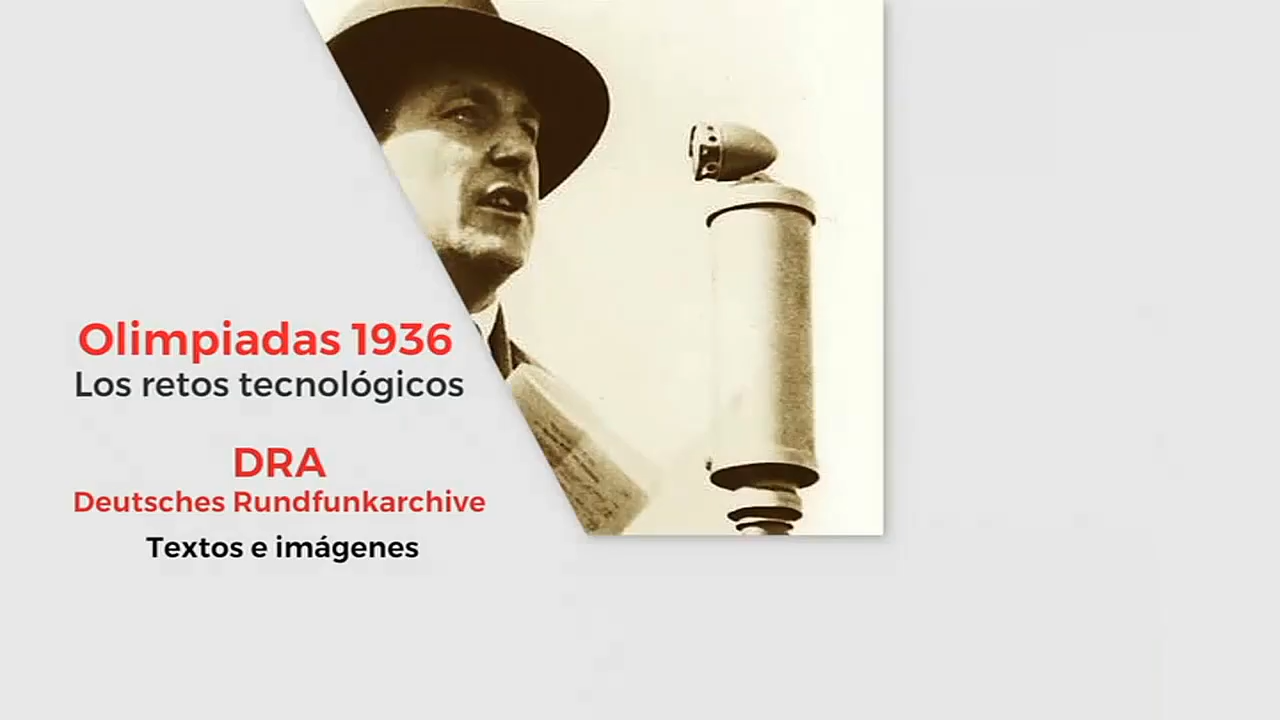 Olimpiadas 1936
Los retos tecnológicos
DRA
Deutsches Rundfunkarchive
Textos e imágenes